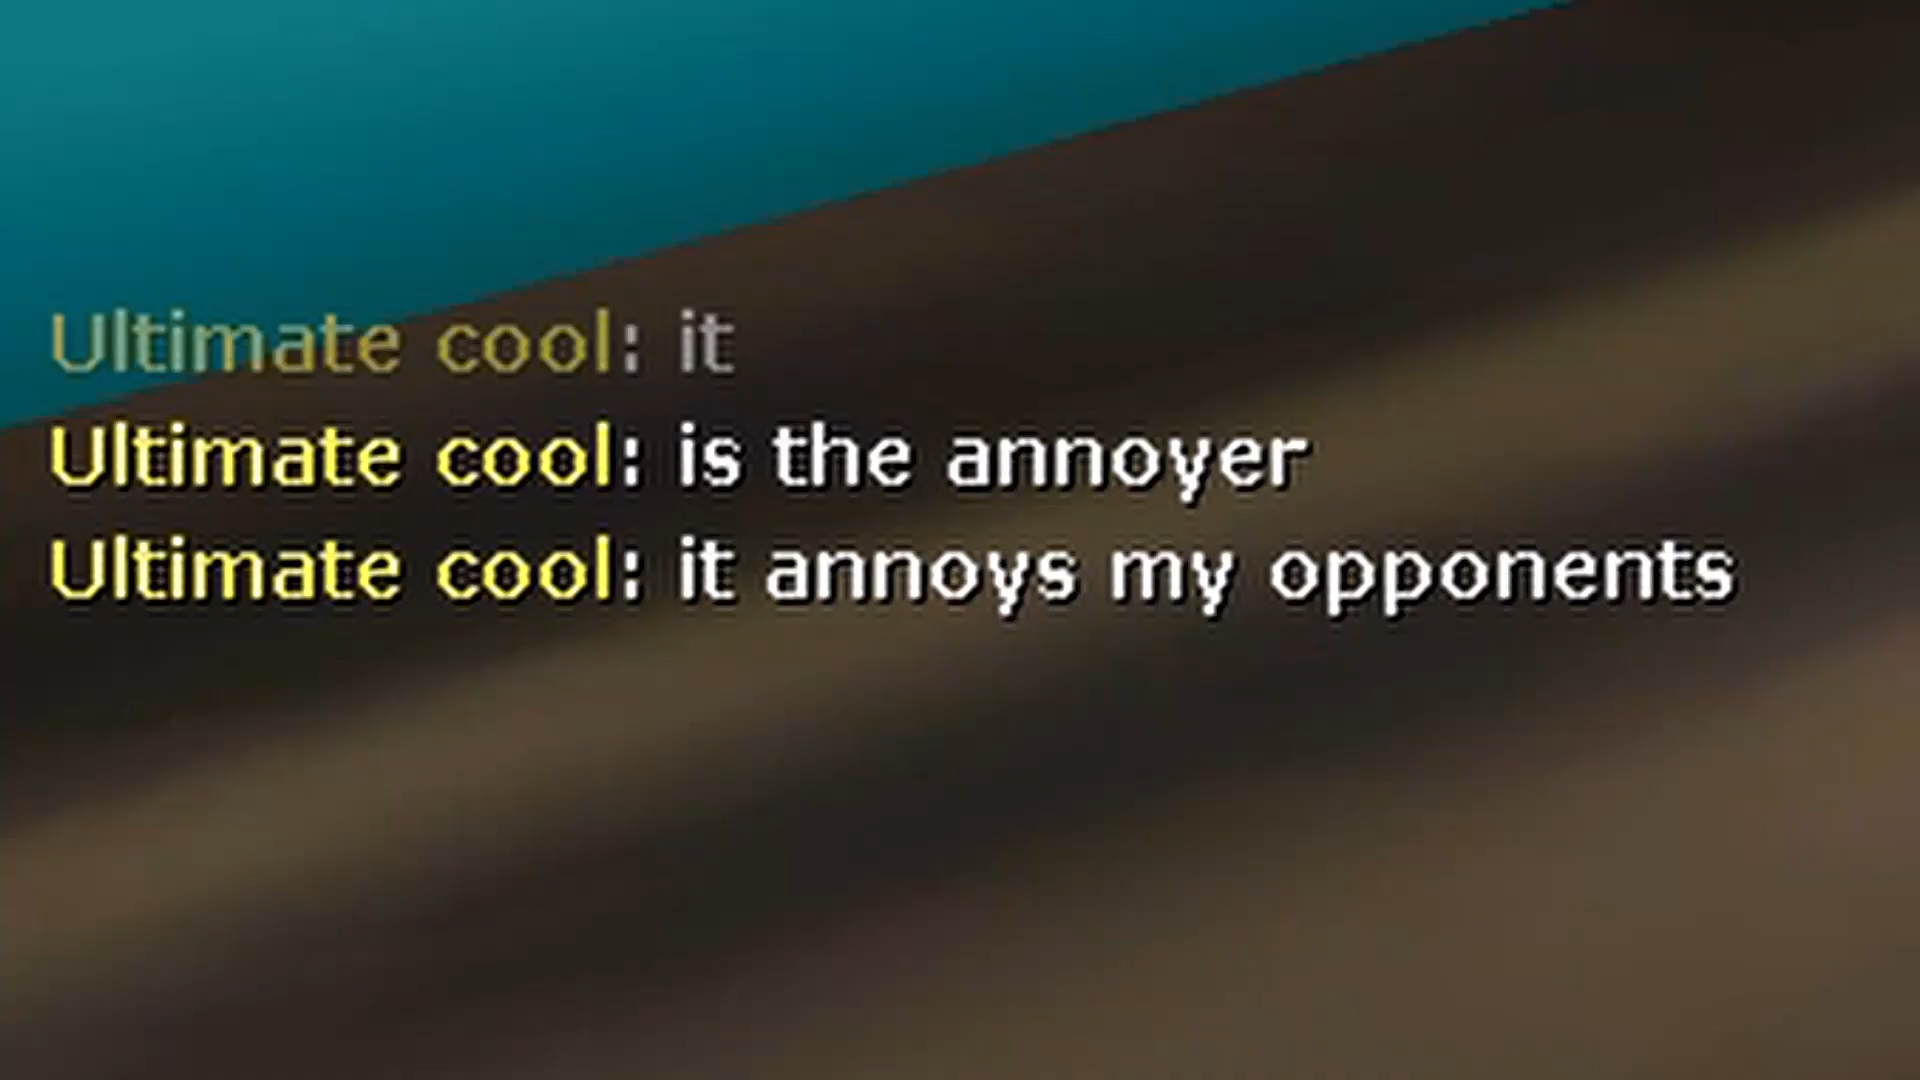 Ultimate cool: it
Ultimate cool: is the annoyer
Ultimate cool: it annoys my opponents